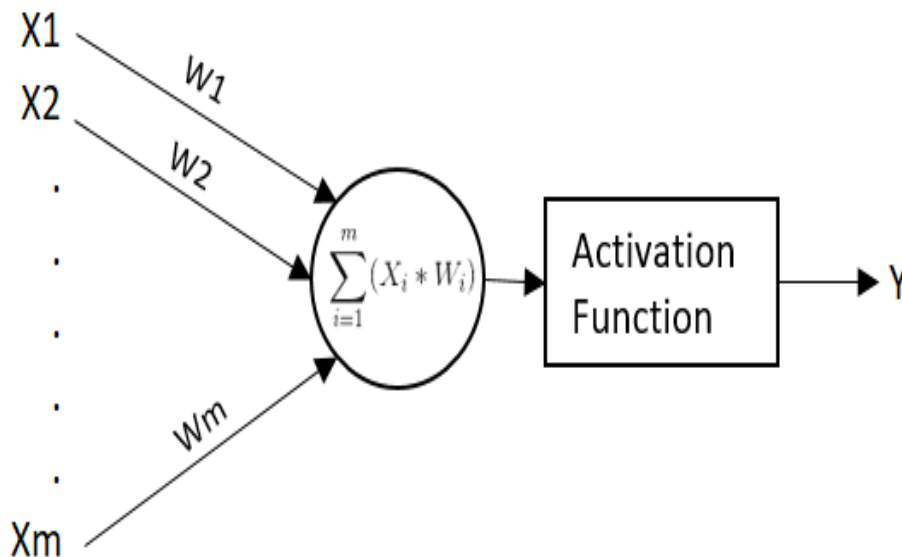 X1
W1
X2
W2
.
.
.
.
.
m
∑(X_i * W_i)
i=1
Activation
Function
Y
Wm
Xm